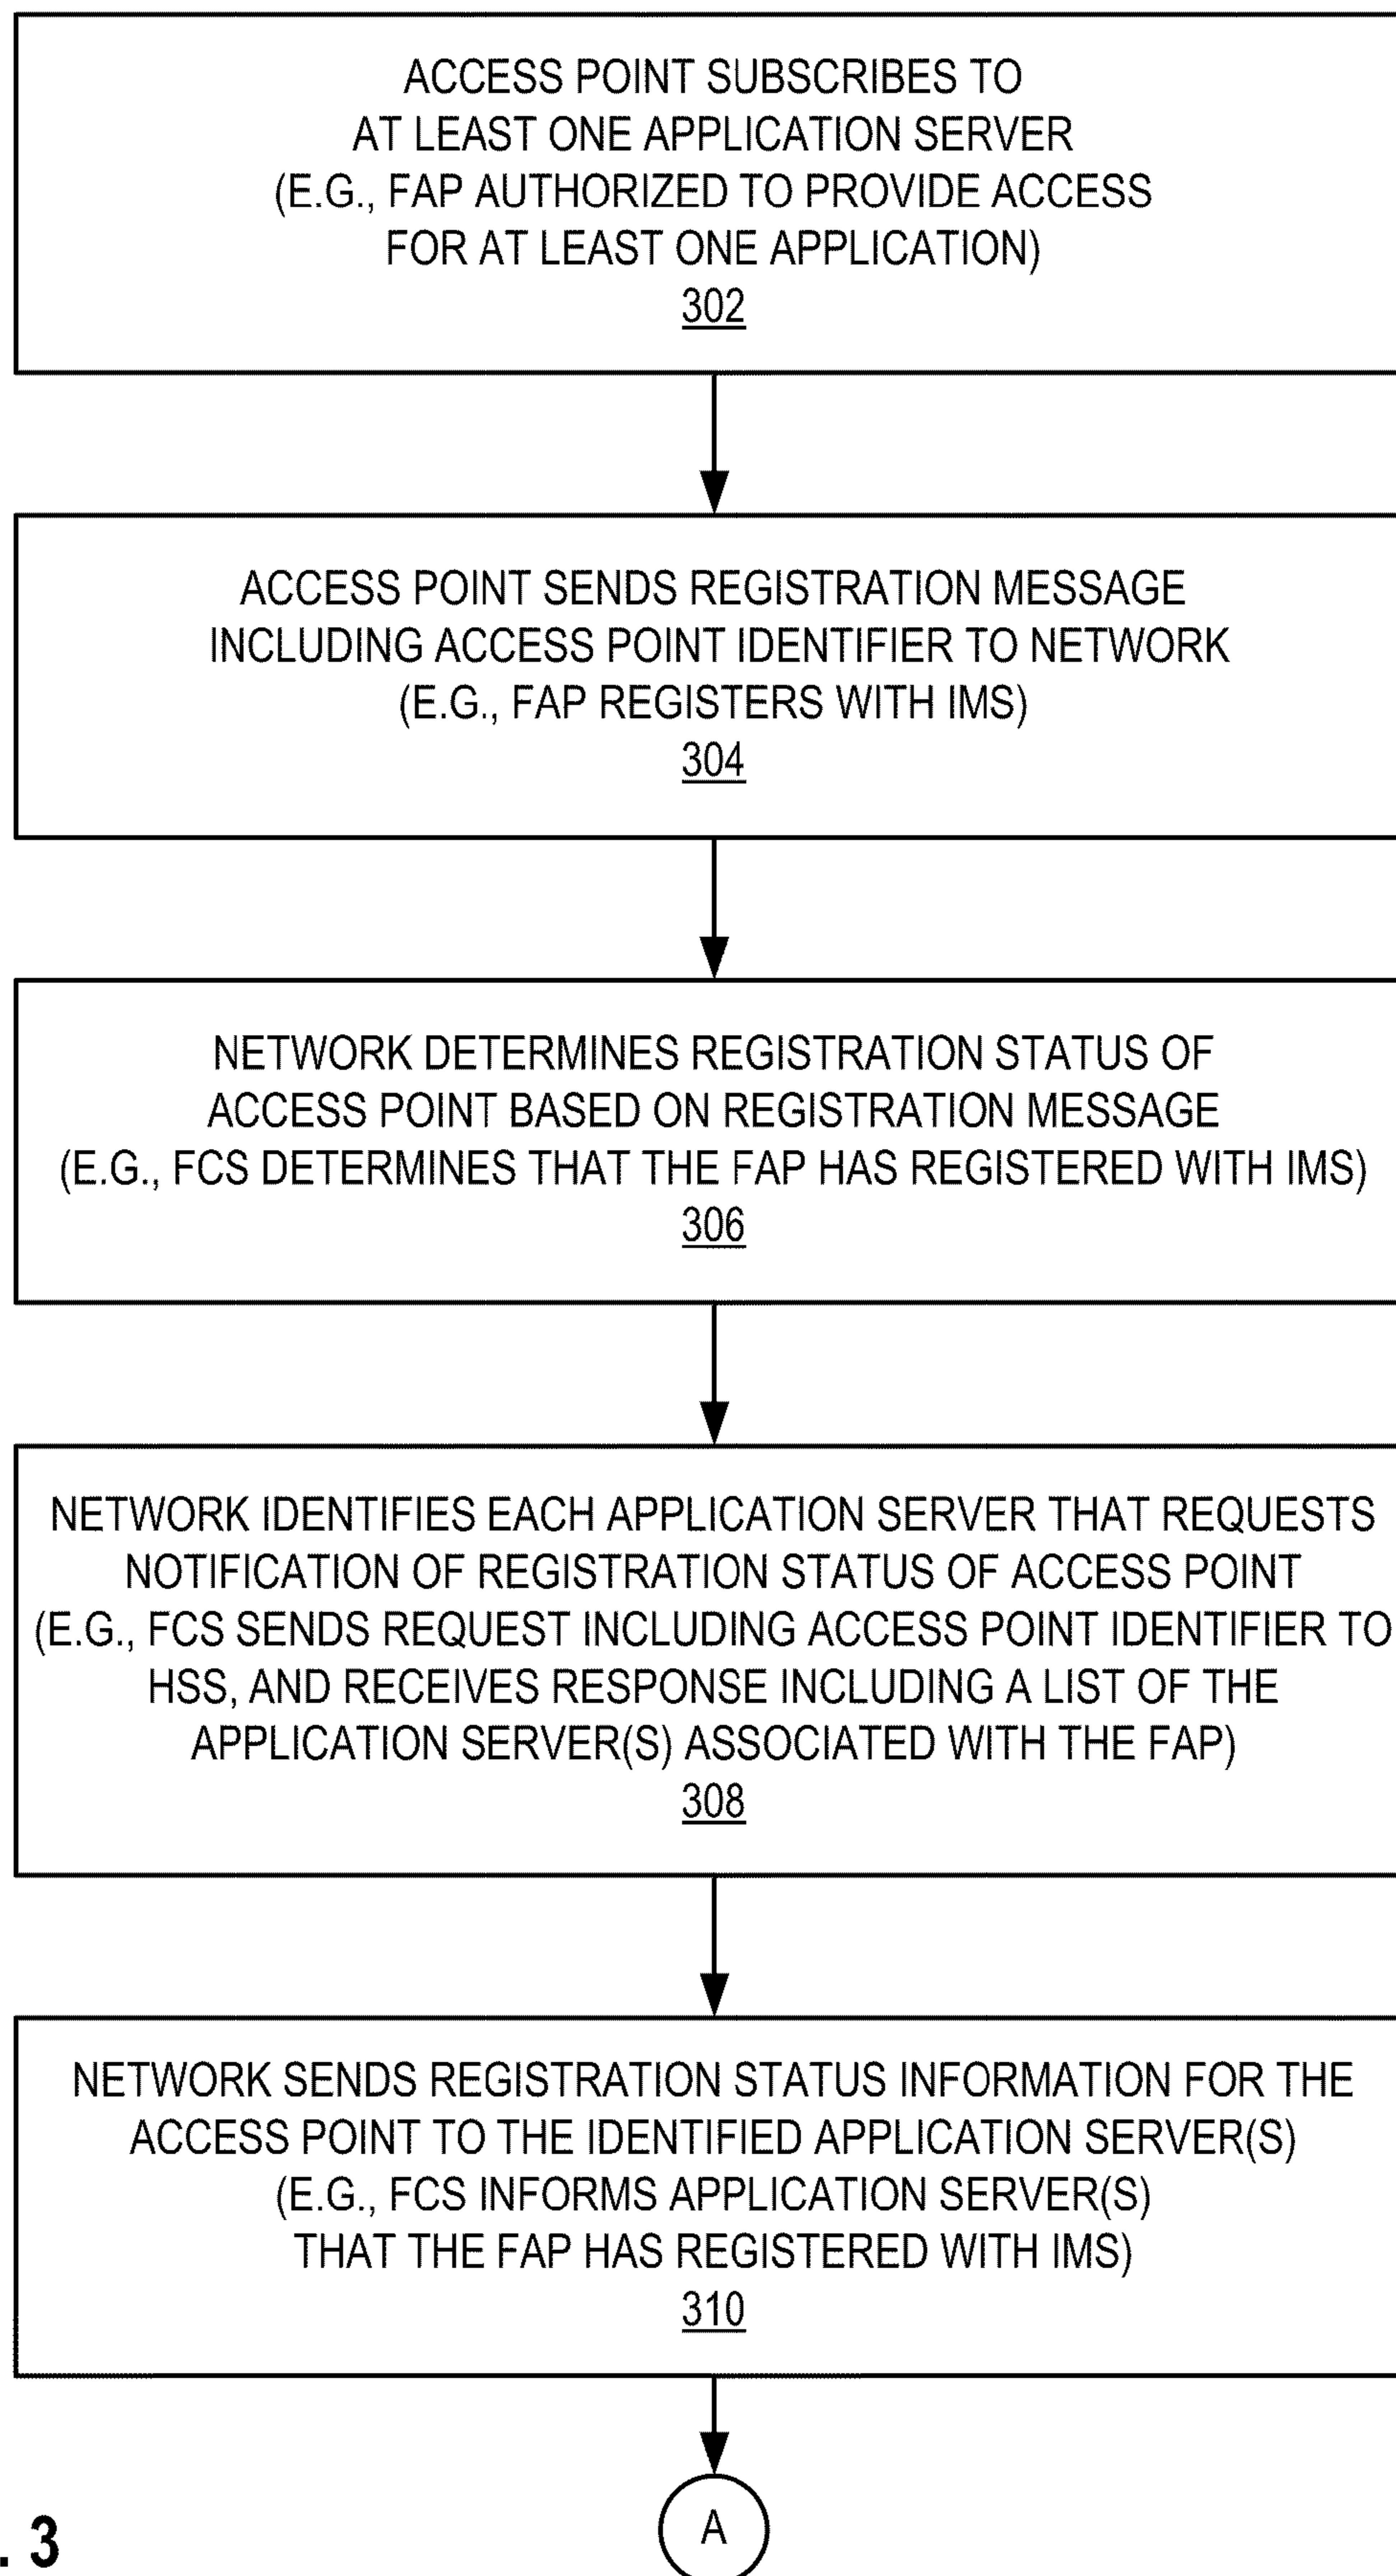 ACCESS POINT SUBSCRIBES TO
AT LEAST ONE APPLICATION SERVER
(E.G., FAP AUTHORIZED TO PROVIDE ACCESS
FOR AT LEAST ONE APPLICATION)
302
ACCESS POINT SENDS REGISTRATION MESSAGE
INCLUDING ACCESS POINT IDENTIFIER TO NETWORK
(E.G., FAP REGISTERS WITH IMS)
304
NETWORK DETERMINES REGISTRATION STATUS OF
ACCESS POINT BASED ON REGISTRATION MESSAGE
(E.G., FCS DETERMINES THAT THE FAP HAS REGISTERED WITH IMS)
306
NETWORK IDENTIFIES EACH APPLICATION SERVER THAT REQUESTS
NOTIFICATION OF REGISTRATION STATUS OF ACCESS POINT
(E.G., FCS SENDS REQUEST INCLUDING ACCESS POINT IDENTIFIER TO
HSS, AND RECEIVES RESPONSE INCLUDING A LIST OF THE
APPLICATION SERVER(S) ASSOCIATED WITH THE FAP)
308
NETWORK SENDS REGISTRATION STATUS INFORMATION FOR THE
ACCESS POINT TO THE IDENTIFIED APPLICATION SERVER(S)
(E.G., FCS INFORMS APPLICATION SERVER(S)
THAT THE FAP HAS REGISTERED WITH IMS)
310
A
. 3